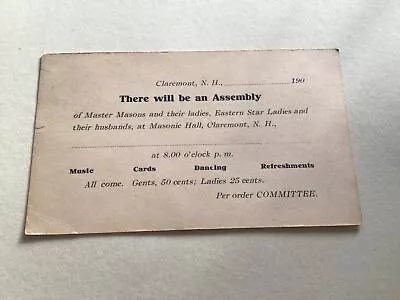 Claremont, N. H., ........................ 190
There will be an Assembly
of Master Masons and their ladies, Eastern Star Ladies and
their husbands, at Masonic Hall, Claremont, N. H.,
at 8.00 o'clock p. m.
Music Cards Dancing Refreshments
All come. Gents, 50 cents; Ladies 25 cents.
Per order COMMITTEE.